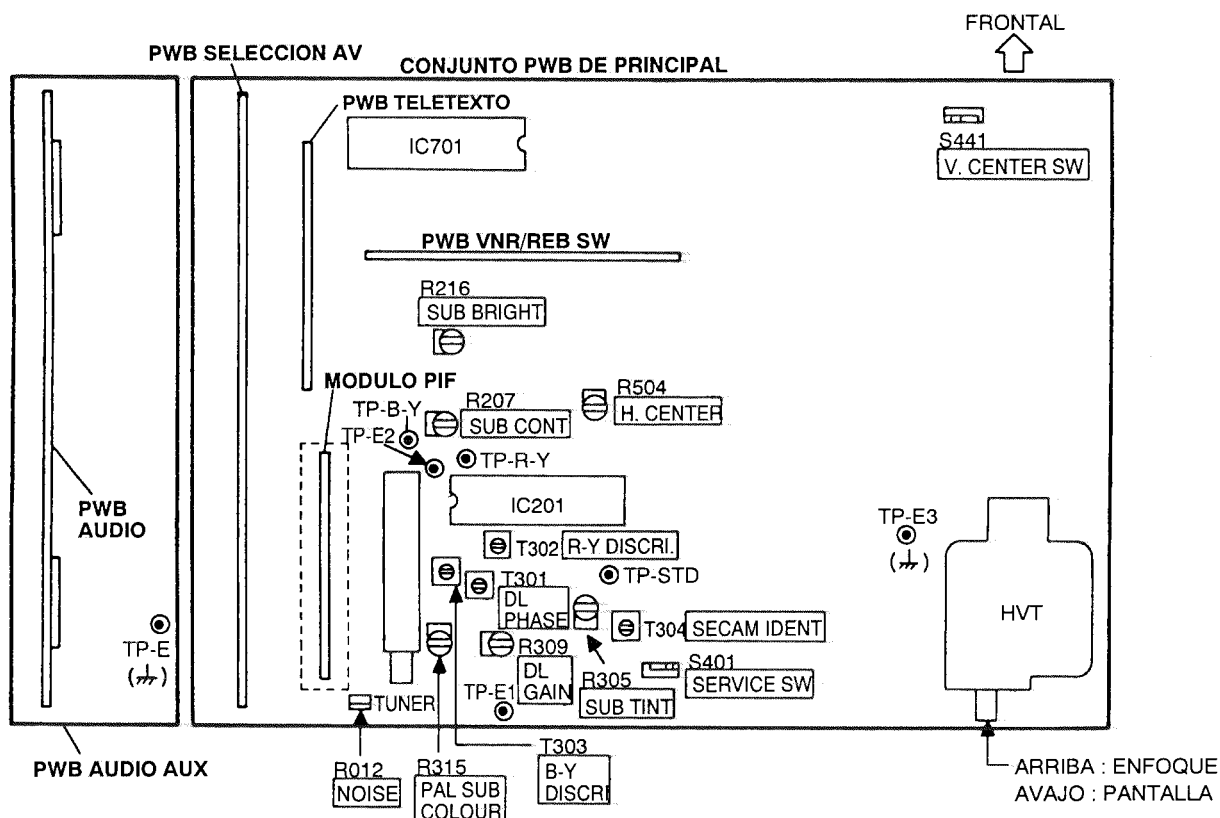 FRONTAL
PWB SELECCION AV
CONJUNTO PWB DE PRINCIPAL
PWB TELETEXTO
IC701
S441
V. CENTER SW
PWB VNR/REB SW
R216
SUB BRIGHT
MODULO PIF
TP-B-Y
R207
SUB CONT
R504
H. CENTER
TP-E2
TP-R-Y
PWB
AUDIO
IC201
TP-E3
T302
R-Y DISCRI.
TP-STD
T301
DL
PHASE
HVT
TP-E
T304
SECAM IDENT
R309
DL
GAIN
S401
SERVICE SW
R305
SUB TINT
TP-E1
TUNER
PWB AUDIO AUX
R012
NOISE
R315
PAL SUB
COLOUR
T303
B-Y
DISCRI
ARRIBA : ENFOQUE
AVAJO : PANTALLA